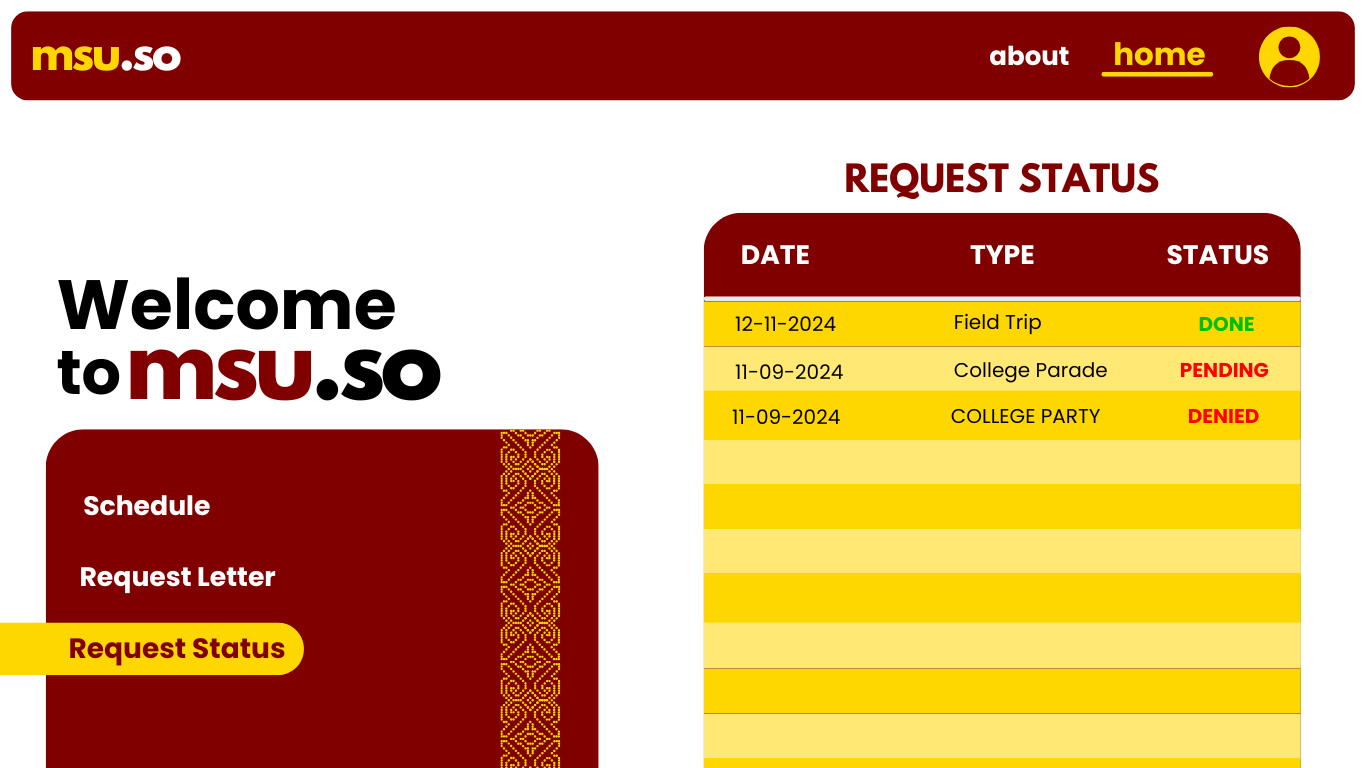 msu.so
about home
Welcome
to msu.so
Schedule
Request Letter
Request Status
REQUEST STATUS
DATE TYPE STATUS
12-11-2024 Field Trip DONE
11-09-2024 College Parade PENDING
11-09-2024 COLLEGE PARTY DENIED